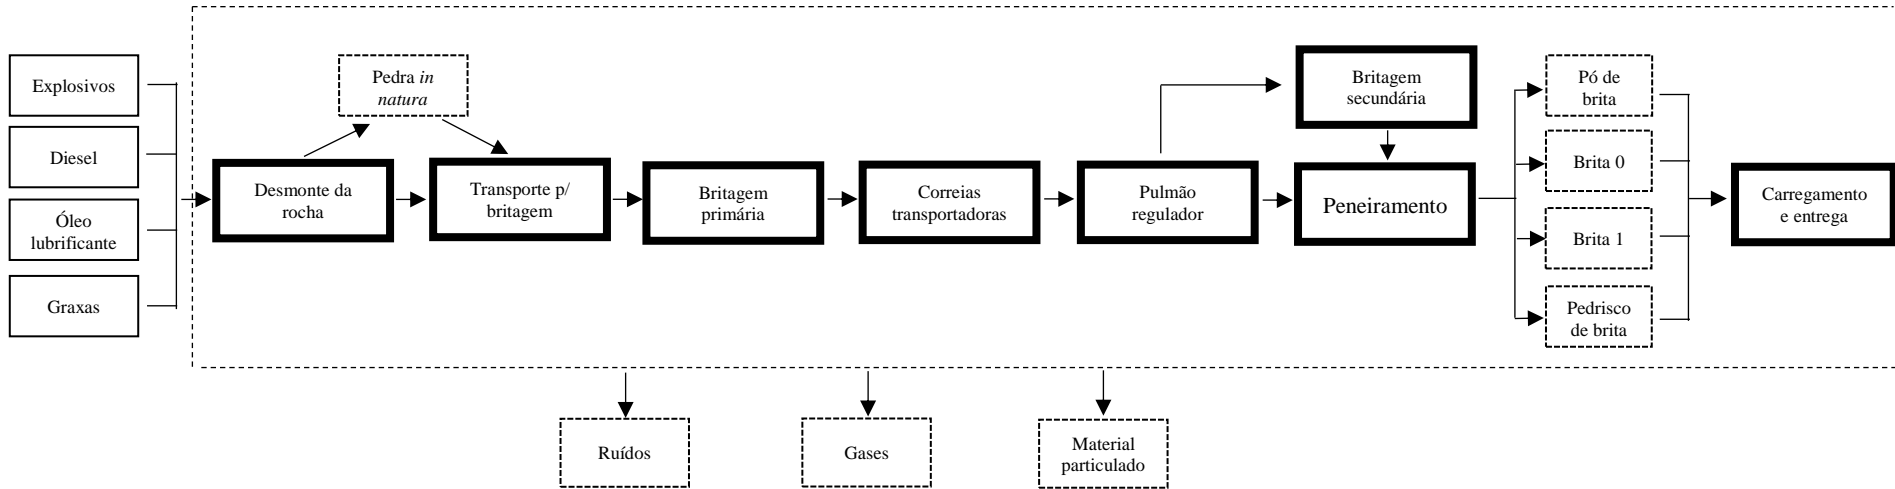 Explosivos
Diesel
Óleo
lubrificante
Graxas
Pedra in
natura
Desmonte da
rocha
Transporte p/
britagem
Britagem
primária
Correias
transportadoras
Pulmão
regulador
Britagem
secundária
Peneiramento
Pó de
brita
Brita 0
Brita 1
Pedrisco
de brita
Carregamento
e entrega
Ruídos
Gases
Material
particulado